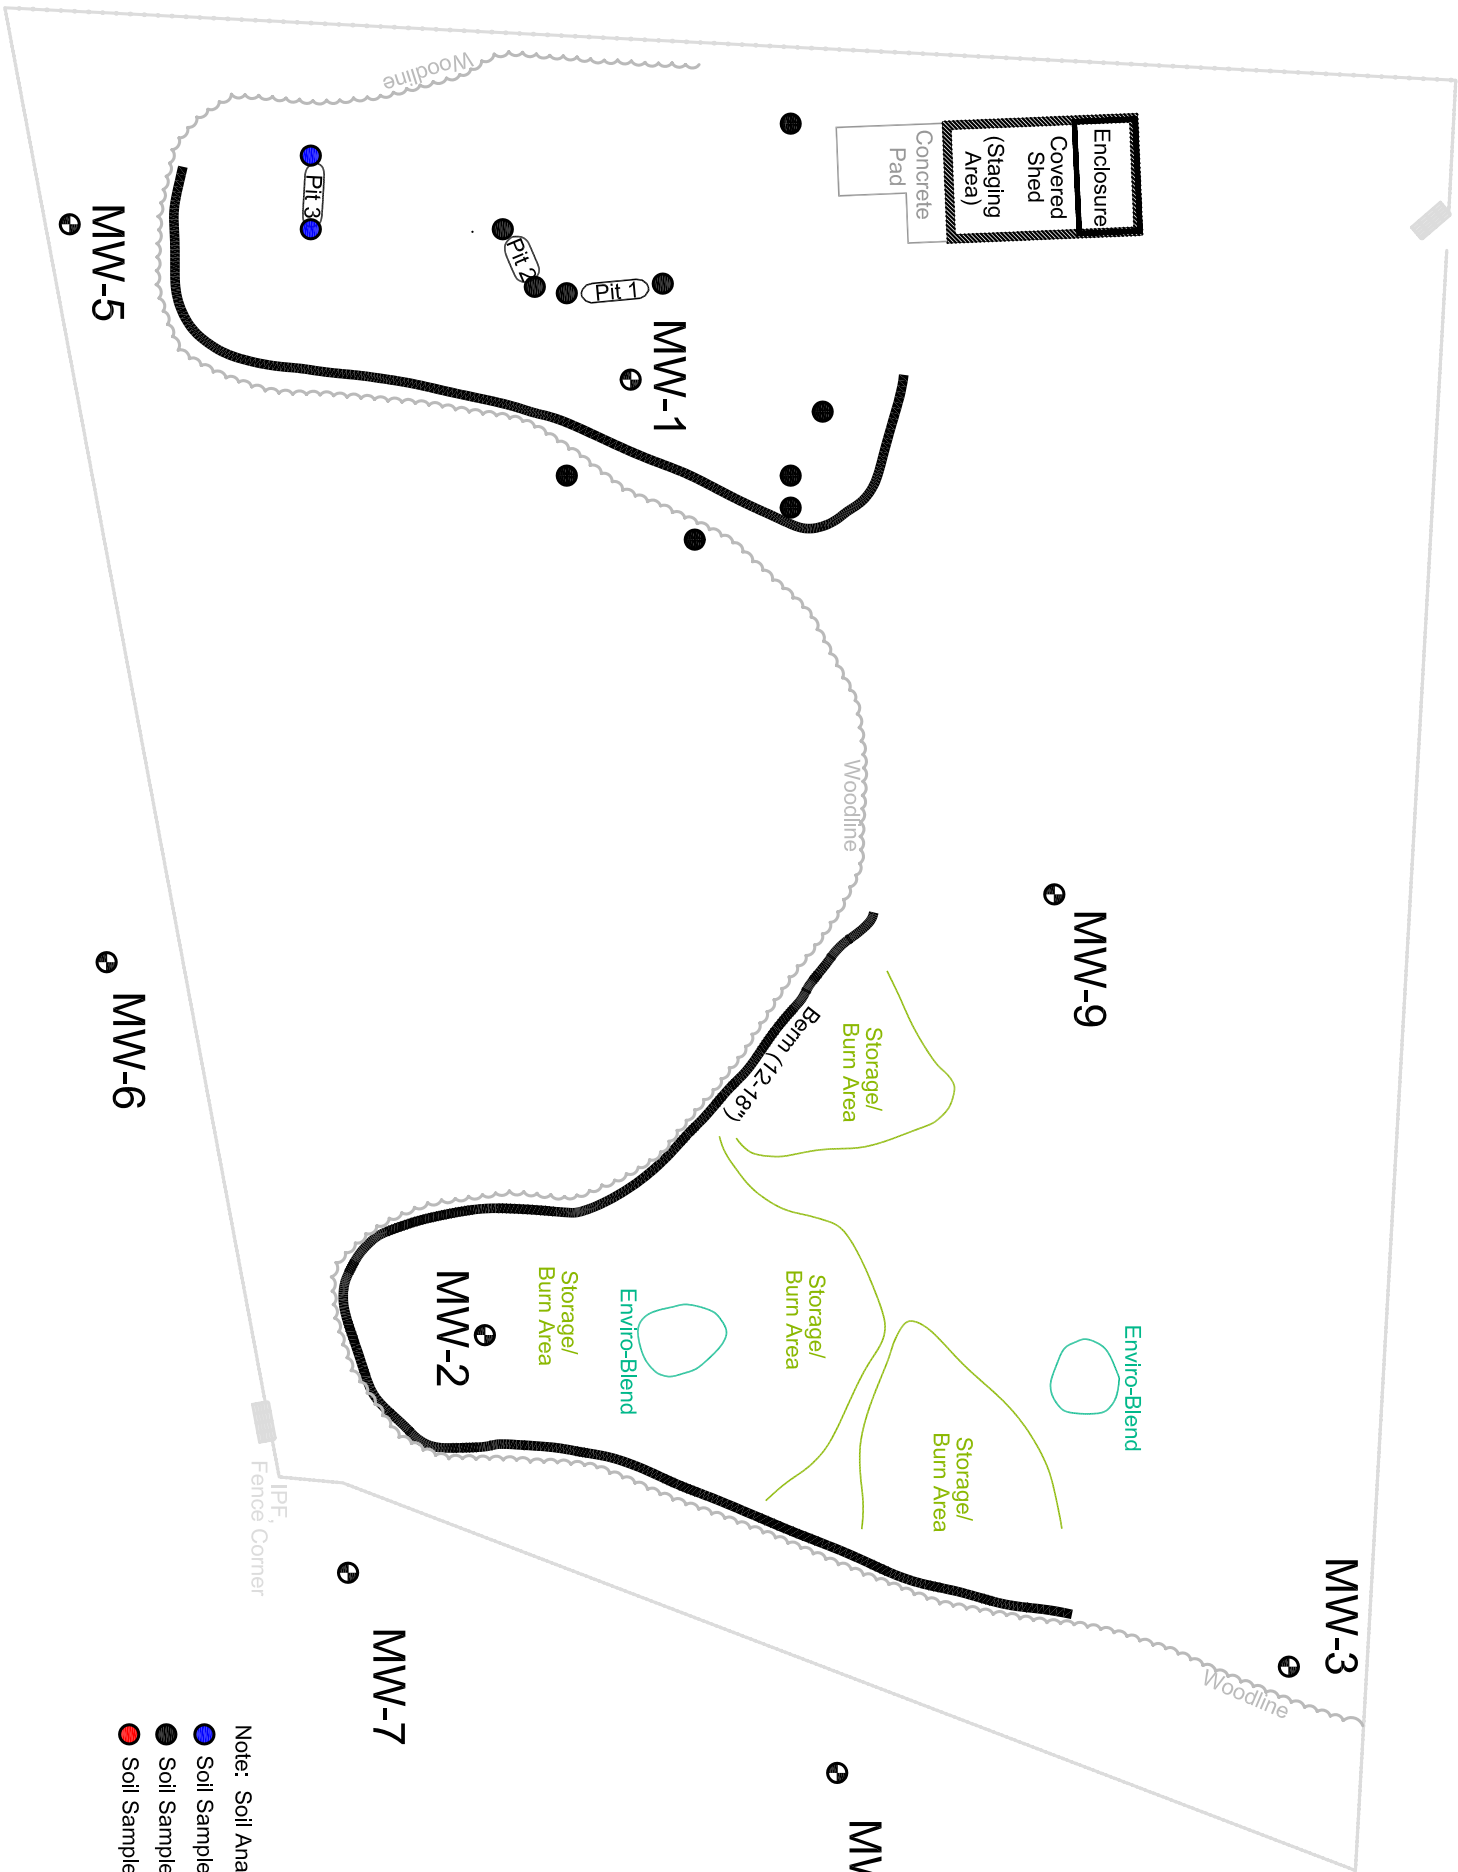 Woodline
Enclosure
Covered
Shed
(Staging
Area)
Concrete
Pad
Pit 3
Pit 2
Pit 1
MW-5
MW-1
Woodline
MW-9
MW-6
Berm (12-18")
Storage/
Burn Area
MW-2
Storage/
Burn Area
Enviro-Blend
Storage/
Burn Area
Enviro-Blend
Storage/
Burn Area
IPF,
Fence Corner
MW-3
Woodline
MW-7
MW
Note: Soil Ana
Soil Sample
Soil Sample
Soil Sample